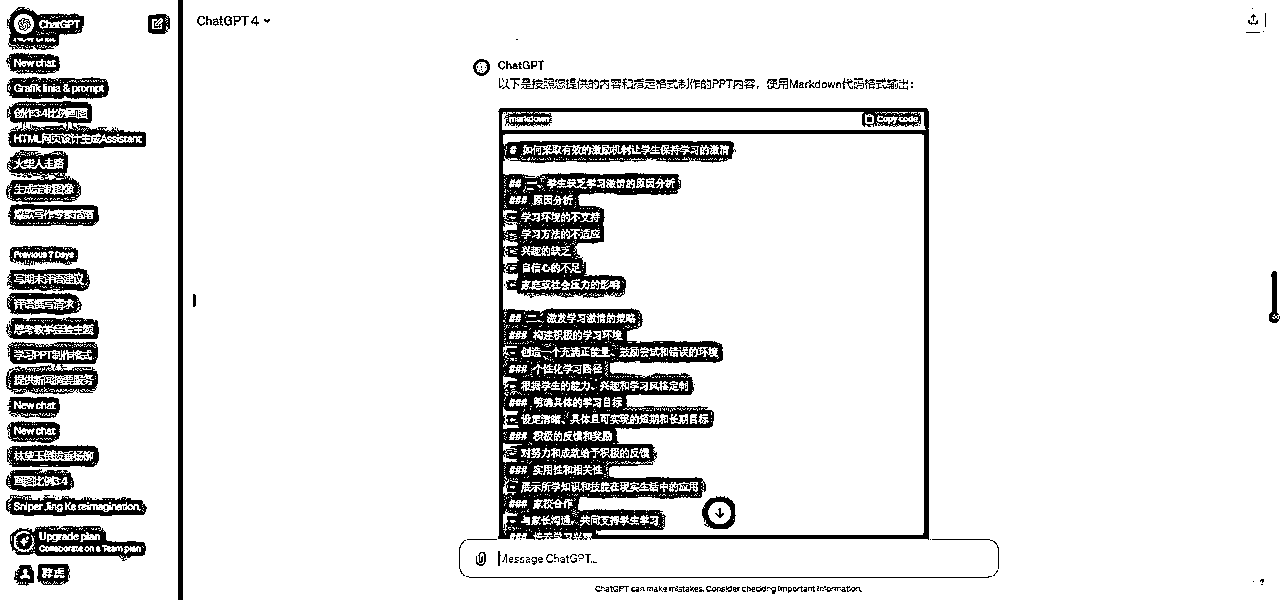 ChatGPT
New chat
Grafik linia & prompt
创作3:4比例画图
HTML网页设计生成Assistant
火柴人走路
生成定制图像
爆款写作专家指南
Previous 7 Days
写期末评语建议
评语撰写请求
思考教学经验主题
学习PPT制作格式
提供新闻摘要服务
New chat
New chat
林黛玉倒拔垂杨柳
画图比例3:4
Sniper Jing Ke reimagination.
Upgrade plan
Collaborate on a Team plan
ChatGPT 4
ChatGPT
以下是按照您提供的内容和指定格式制作的PPT内容，使用Markdown代码格式输出：
markdown
Copy code
# 如何采取有效的激励机制让学生保持学习的激情
## 一、学生缺乏学习激情的原因分析
### 原因分析
- 学习环境的不支持
- 学习方法的不适应
- 兴趣的缺乏
- 自信心的不足
- 家庭或社会压力的影响
## 二、激发学习激情的策略
### 构建积极的学习环境
- 创造一个充满正能量、鼓励尝试和错误的环境
### 个性化学习路径
- 根据学生的能力、兴趣和学习风格定制
### 明确具体的学习目标
- 设定清晰、具体且可实现的短期和长期目标
### 积极的反馈和奖励
- 对努力和成就给予积极的反馈
### 实用性和相关性
- 展示所学知识和技能在现实生活中的应用
### 家校合作
- 与家长沟通，共同支持学生学习
### 培养学习兴趣
Message ChatGPT...
ChatGPT can make mistakes. Consider checking important information.
?